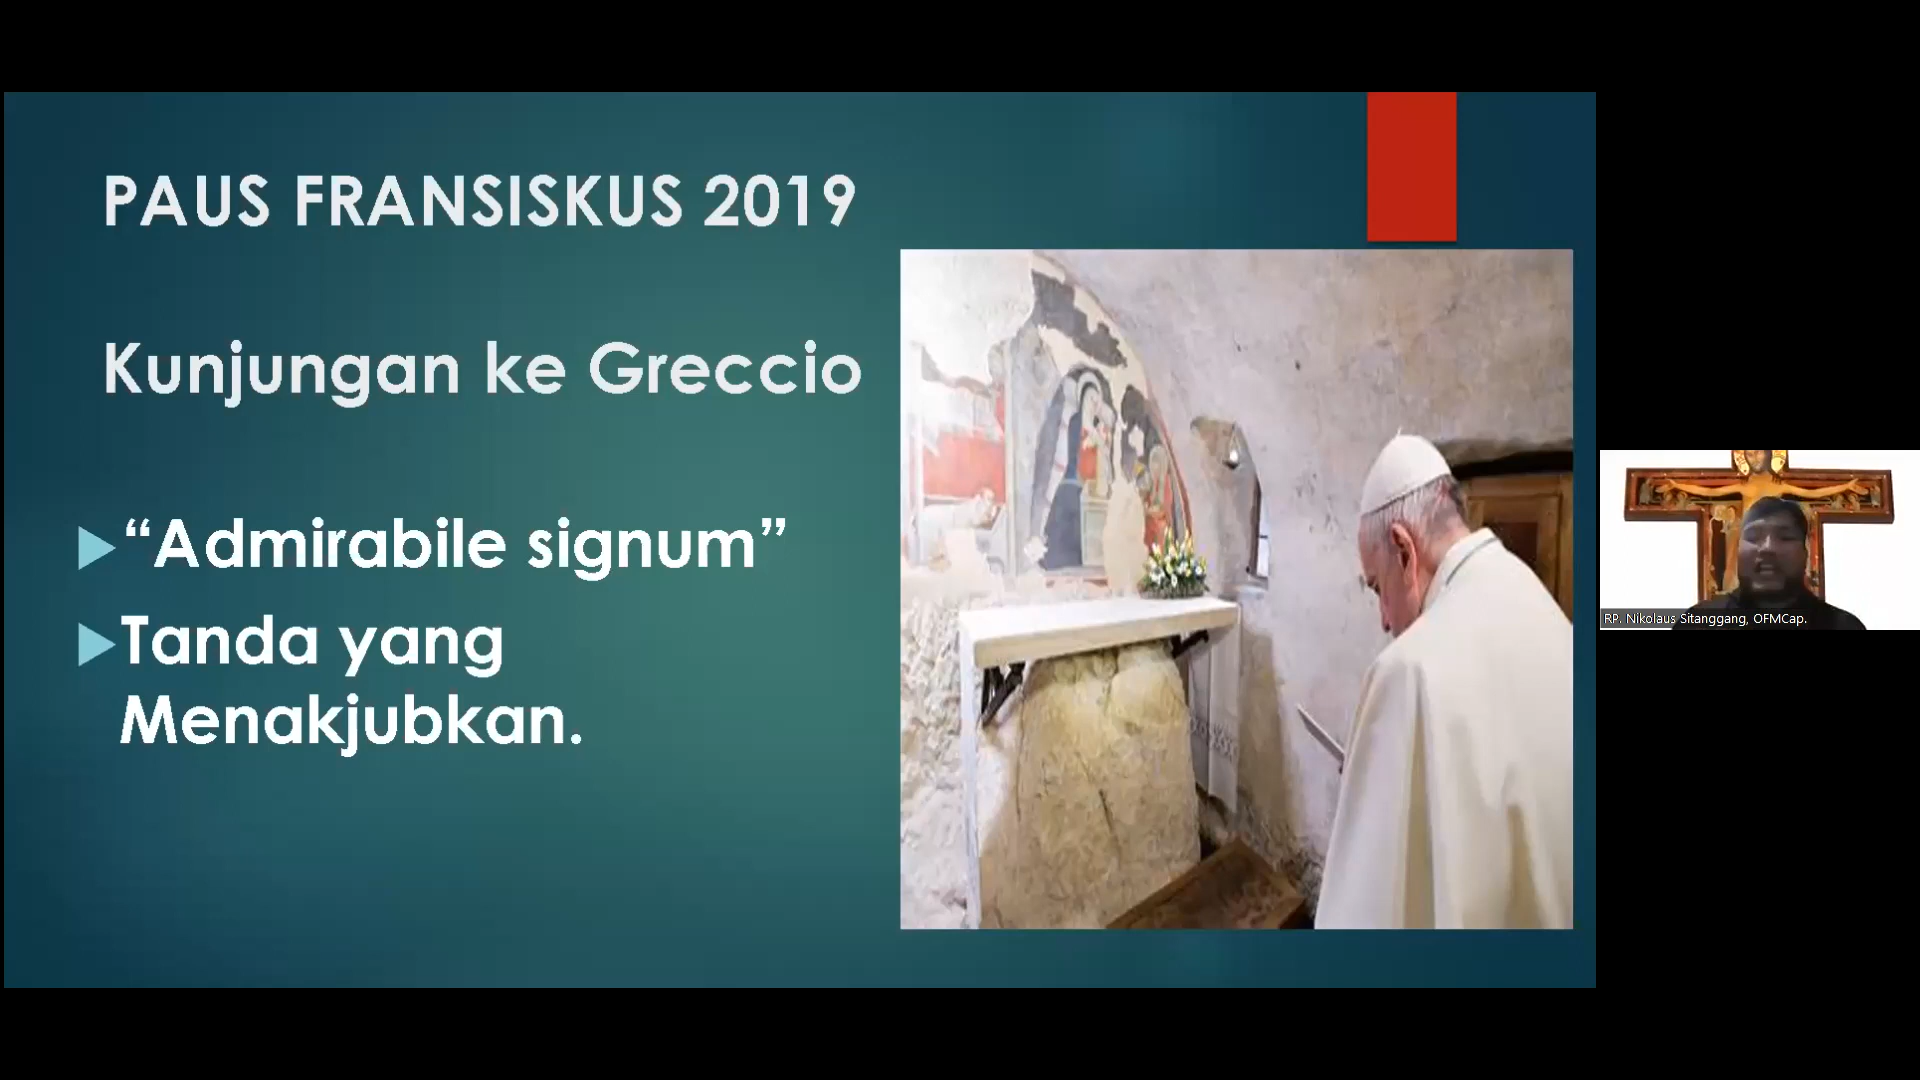 PAUS FRANSISKUS 2019
Kunjungan ke Greccio
“Admirabile signum”
Tanda yang
Menakjubkan.
RP. Nikolaus Sitanggang, OFMCap.